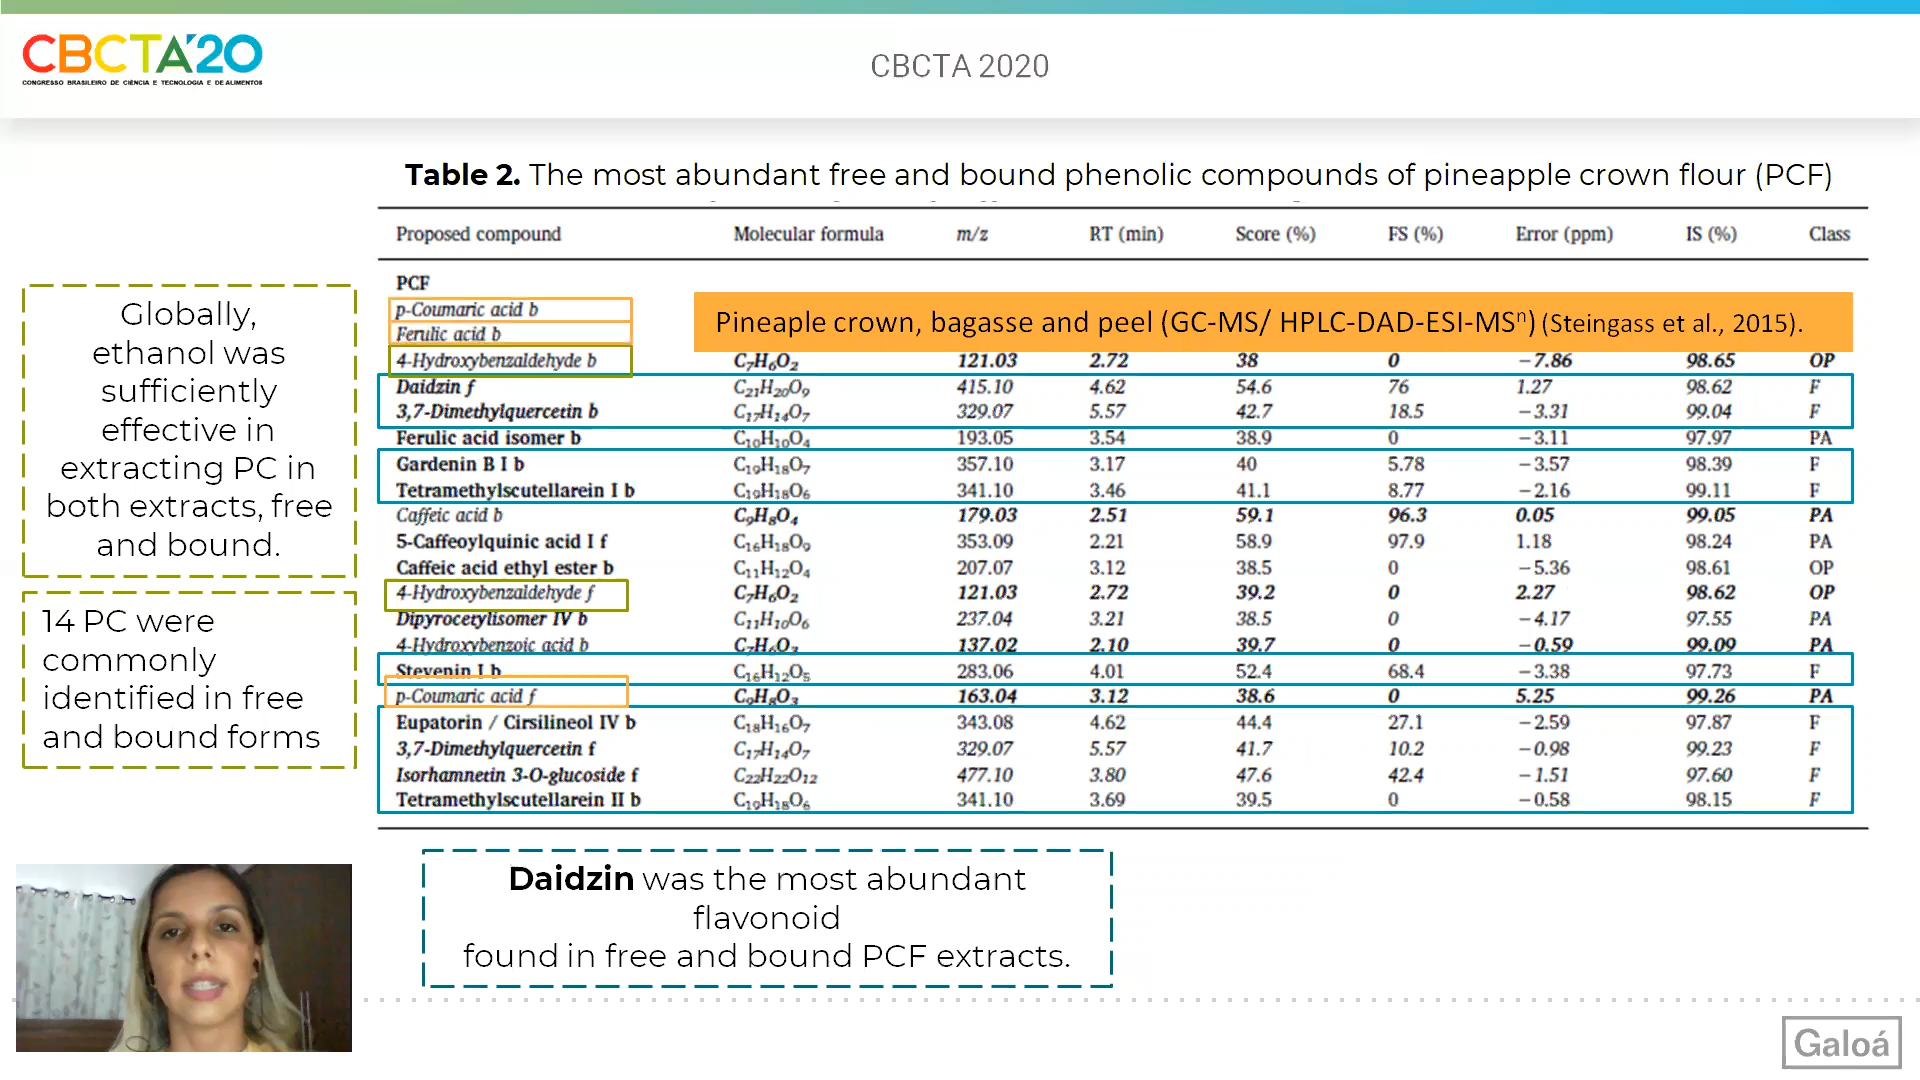 CBCTA'20
CONGRESSO BRASILEIRO DE CIÊNCIA E TECNOLOGIA E DE ALIMENTOS
CBCTA 2020
Table 2. The most abundant free and bound phenolic compounds of pineapple crown flour (PCF)
Proposed compound Molecular formula m/z RT (min) Score (%) FS (%) Error (ppm) IS (%) Class
PCF
p-Coumaric acid b
Ferulic acid b
Pineaple crown, bagasse and peel (GC-MS/ HPLC-DAD-ESI-MSⁿ) (Steingass et al., 2015).
4-Hydroxybenzaldehyde b C₇H₆O₂ 121.03 2.72 38 0 −7.86 98.65 OP
Daidzin f C₂₁H₂₀O₉ 415.10 4.62 54.6 76 1.27 98.62 F
3,7-Dimethylquercetin b C₁₇H₁₄O₇ 329.07 5.57 42.7 18.5 −3.31 99.04 F
Ferulic acid isomer b C₁₀H₁₀O₄ 193.05 3.54 38.9 0 −3.11 97.97 PA
Gardenin B I b C₁₉H₁₈O₇ 357.10 3.17 40 5.78 −3.57 98.39 F
Tetramethylscutellarein I b C₁₉H₁₈O₆ 341.10 3.46 41.1 8.77 −2.16 99.11 F
Caffeic acid b C₉H₈O₄ 179.03 2.51 59.1 96.3 0.05 99.05 PA
5-Caffeoylquinic acid I f C₁₆H₁₈O₉ 353.09 2.21 58.9 97.9 1.18 98.24 PA
Caffeic acid ethyl ester b C₁₁H₁₂O₄ 207.07 3.12 38.5 0 −5.36 98.61 OP
4-Hydroxybenzaldehyde f C₇H₆O₂ 121.03 2.72 39.2 0 2.27 98.62 OP
Dipyrocetylisomer IV b C₁₁H₁₀O₆ 237.04 3.21 38.5 0 −4.17 97.55 PA
4-Hydroxybenzoic acid b C₇H₆O₃ 137.02 2.10 39.7 0 −0.59 99.09 PA
Stevenin I b C₁₆H₁₂O₅ 283.06 4.01 52.4 68.4 −3.38 97.73 F
p-Coumaric acid f C₉H₈O₃ 163.04 3.12 38.6 0 5.25 99.26 PA
Eupatorin / Cirsilineol IV b C₁₈H₁₆O₇ 343.08 4.62 44.4 27.1 −2.59 97.87 F
3,7-Dimethylquercetin f C₁₇H₁₄O₇ 329.07 5.57 41.7 10.2 −0.98 99.23 F
Isorhamnetin 3-O-glucoside f C₂₂H₂₂O₁₂ 477.10 3.80 47.6 42.4 −1.51 97.60 F
Tetramethylscutellarein II b C₁₉H₁₈O₆ 341.10 3.69 39.5 0 −0.58 98.15 F
Globally,
ethanol was
sufficiently
effective in
extracting PC in
both extracts, free
and bound.
14 PC were
commonly
identified in free
and bound forms
Daidzin was the most abundant
flavonoid
found in free and bound PCF extracts.
Galoá